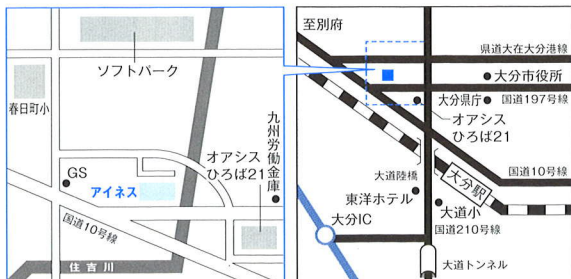 ソフトパーク
春日町小
九州労働金庫
オアシス
ひろば21
GS
アイネス
国道10号線
住吉川
至別府
県道大在大分港線
大分市役所
大分県庁
国道197号線
オアシス
ひろば21
国道10号線
大道陸橋
大分駅
東洋ホテル
大道小
大分IC
国道210号線
大道トンネル